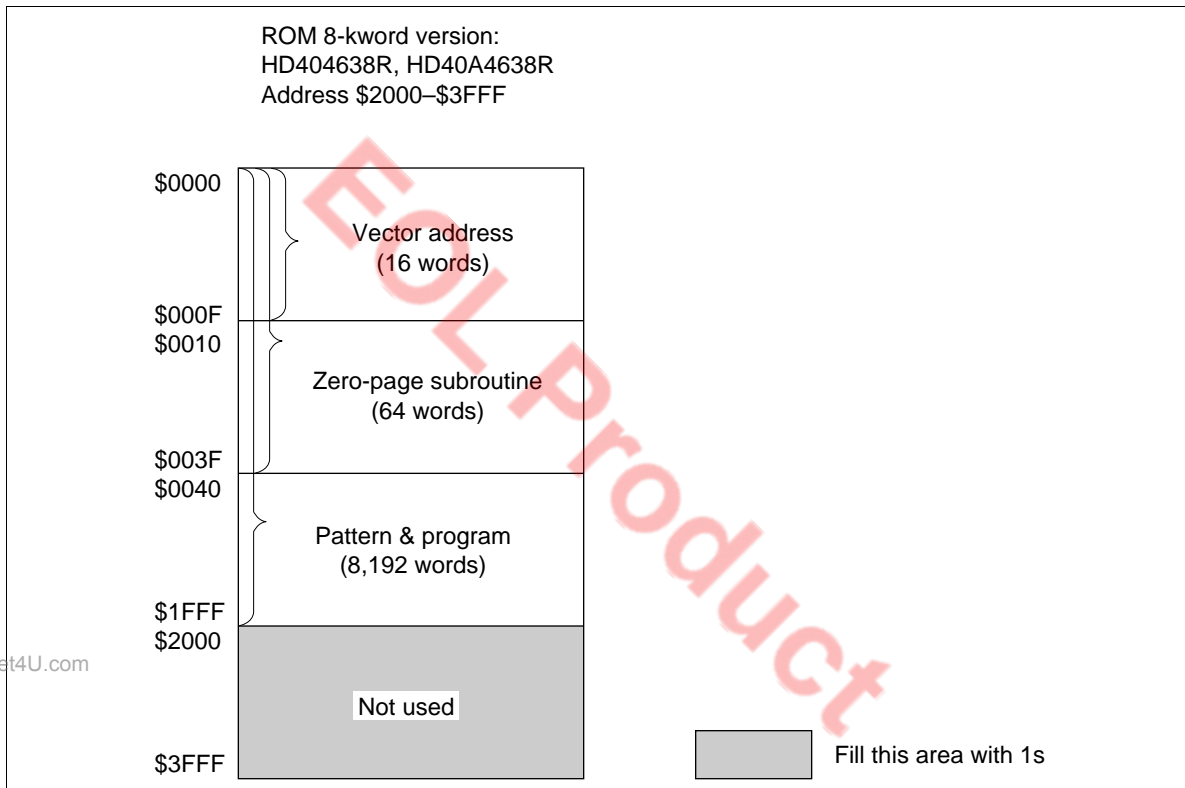 ROM 8-kword version:
HD404638R, HD40A4638R
Address $2000–$3FFF
$0000
Vector address
(16 words)
$000F
$0010
Zero-page subroutine
(64 words)
$003F
$0040
Pattern & program
(8,192 words)
$1FFF
$2000
et4U.com
Not used
$3FFF
Fill this area with 1s
EOL Product